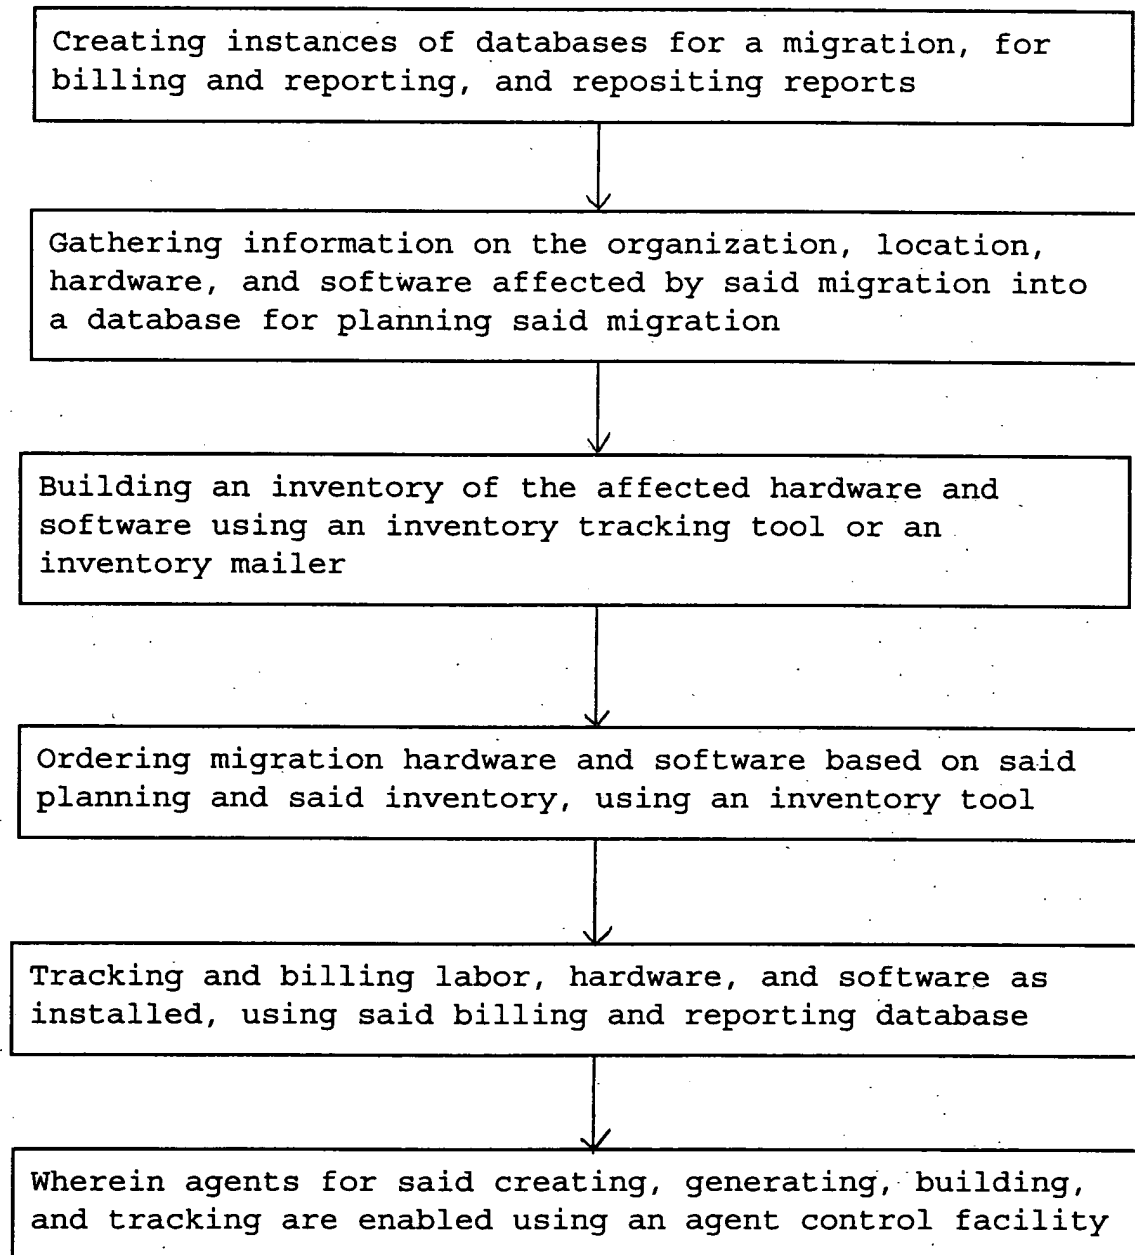 Creating instances of databases for a migration, for
billing and reporting, and repositing reports
Gathering information on the organization, location,
hardware, and software affected by said migration into
a database for planning said migration
Building an inventory of the affected hardware and
software using an inventory tracking tool or an
inventory mailer
Ordering migration hardware and software based on said
planning and said inventory, using an inventory tool
Tracking and billing labor, hardware, and software as
installed, using said billing and reporting database
Wherein agents for said creating, generating, building,
and tracking are enabled using an agent control facility